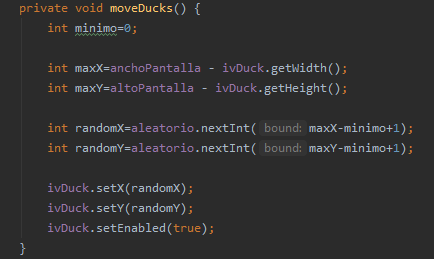 private void moveDucks() {
int minimo=0;
int maxX=anchoPantalla - ivDuck.getWidth();
int maxY=altoPantalla - ivDuck.getHeight();
int randomX=aleatorio.nextInt( bound: maxX-minimo+1);
int randomY=aleatorio.nextInt( bound: maxY-minimo+1);
ivDuck.setX(randomX);
ivDuck.setY(randomY);
ivDuck.setEnabled(true);
}